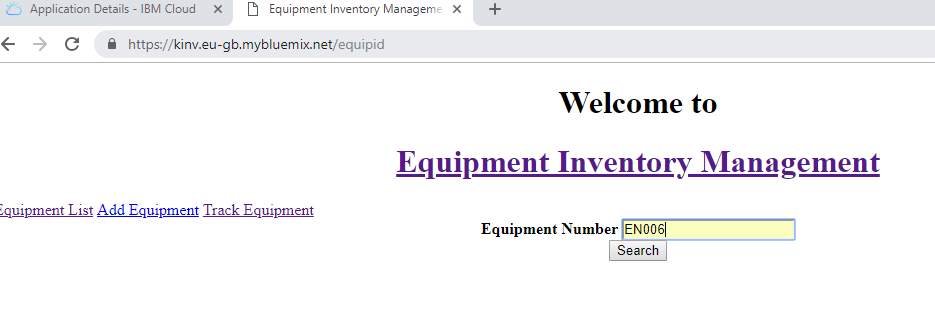 Application Details - IBM Cloud
Equipment Inventory Manageme
https://kinv.eu-gb.mybluemix.net/equipid
Welcome to
Equipment Inventory Management
Equipment List Add Equipment Track Equipment
Equipment Number EN006
Search